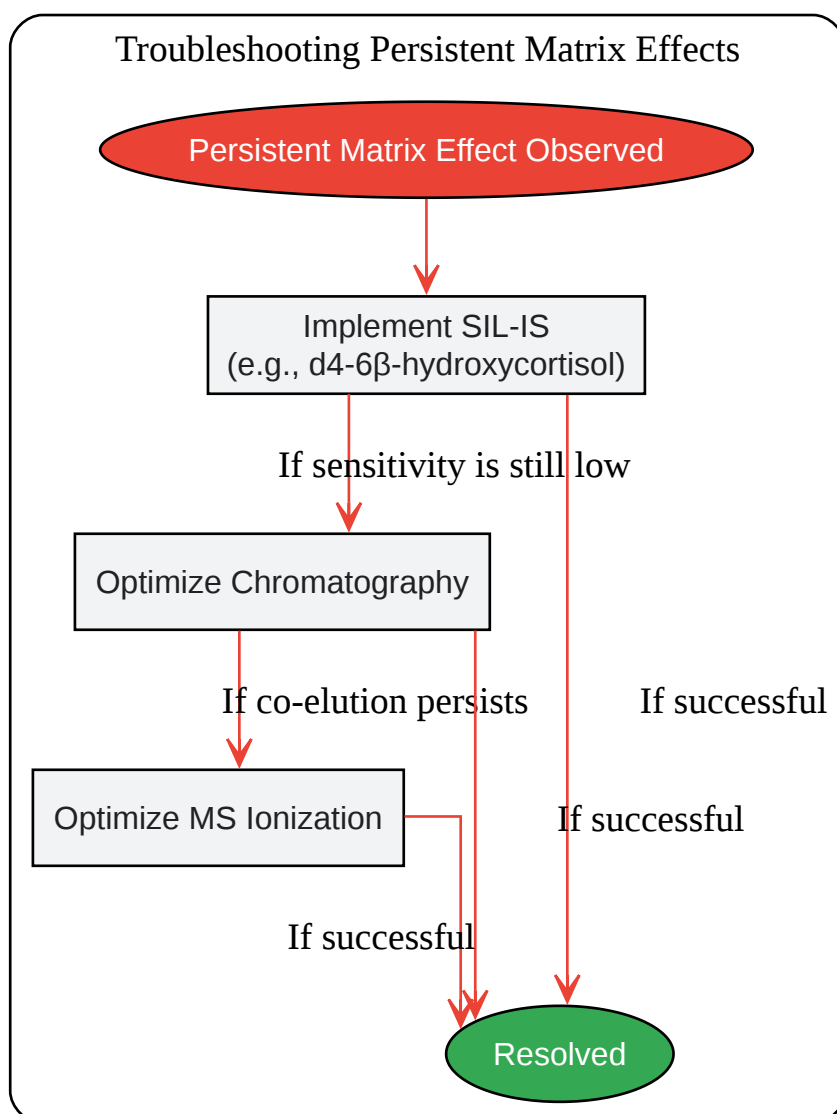 Troubleshooting Persistent Matrix Effects
Persistent Matrix Effect Observed
Implement SIL-IS
(e.g., d4-6β-hydroxycortisol)
If sensitivity is still low
Optimize Chromatography
If co-elution persists
If successful
Optimize MS Ionization
If successful
If successful
Resolved